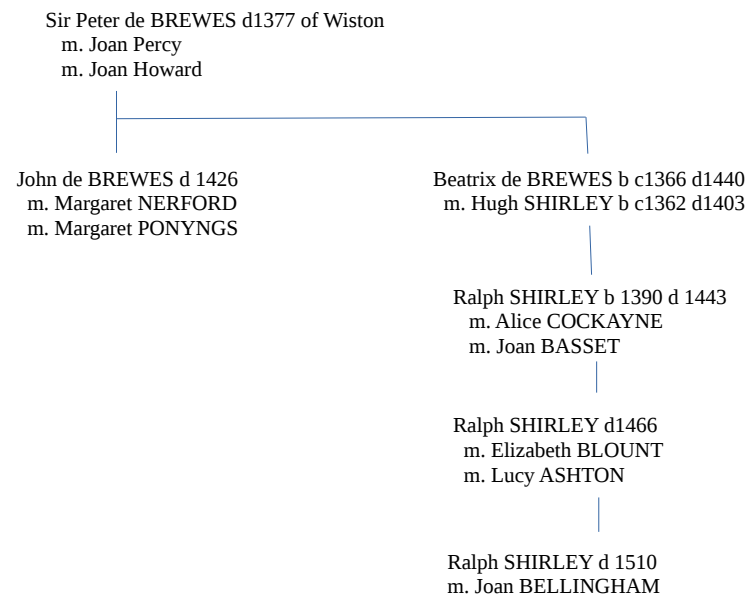 Sir Peter de BREWES d1377 of Wiston
m. Joan Percy
m. Joan Howard
John de BREWES d 1426
m. Margaret NERFORD
m. Margaret PONYNGS
Beatrix de BREWES b c1366 d1440
m. Hugh SHIRLEY b c1362 d1403
Ralph SHIRLEY b 1390 d 1443
m. Alice COCKAYNE
m. Joan BASSET
Ralph SHIRLEY d1466
m. Elizabeth BLOUNT
m. Lucy ASHTON
Ralph SHIRLEY d 1510
m. Joan BELLINGHAM